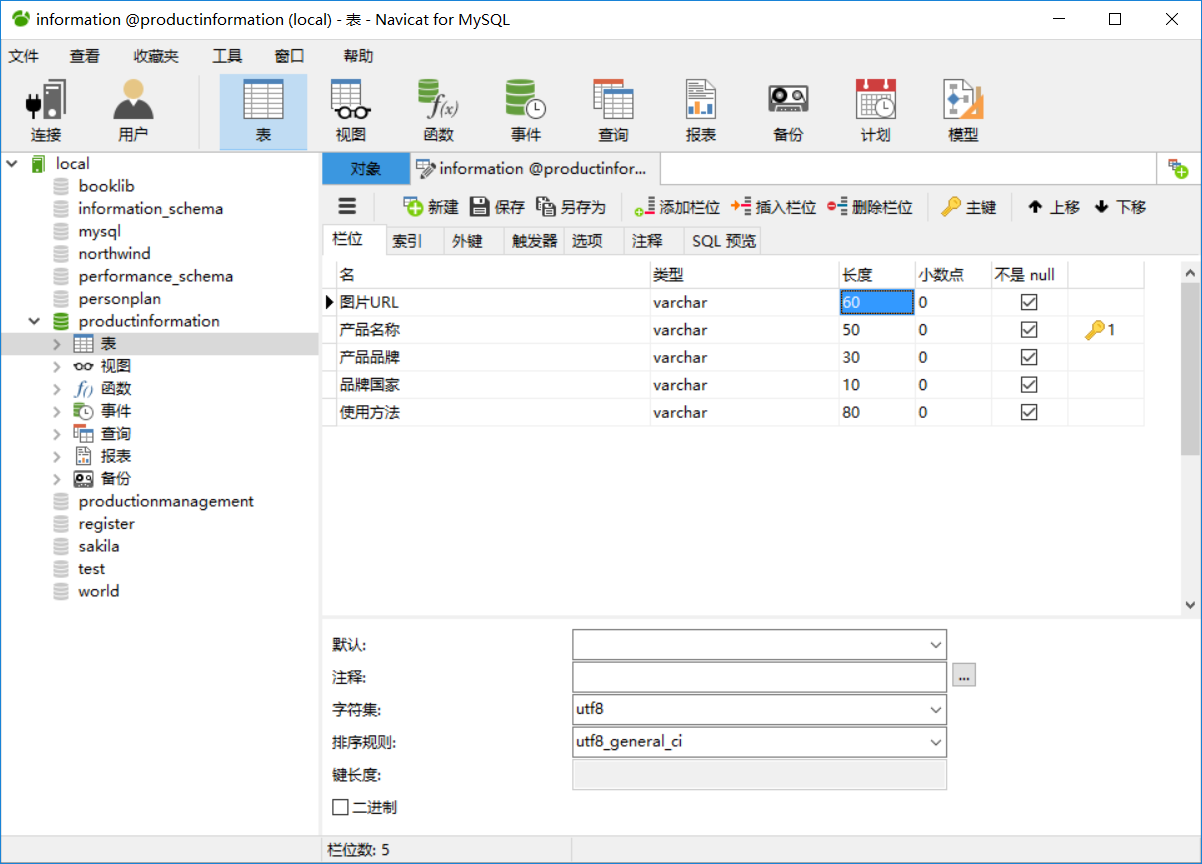 information @productinformation (local) - 表 - Navicat for MySQL
文件 查看 收藏夹 工具 窗口 帮助
连接 用户 表 视图 函数 事件 查询 报表 备份 计划 模型
对象 information @productinfor...
新建 保存 另存为 添加栏位 插入栏位 删除栏位 主键 上移 下移
栏位 索引 外键 触发器 选项 注释 SQL 预览
名 类型 长度 小数点 不是 null
图片URL varchar 60 0
产品名称 varchar 50 0 1
产品品牌 varchar 30 0
品牌国家 varchar 10 0
使用方法 varchar 80 0
local
booklib
information_schema
mysql
northwind
performance_schema
personplan
productinformation
表
视图
f() 函数
事件
查询
报表
备份
productionmanagement
register
sakila
test
world
默认:
注释: ...
字符集: utf8
排序规则: utf8_general_ci
键长度:
二进制
栏位数: 5